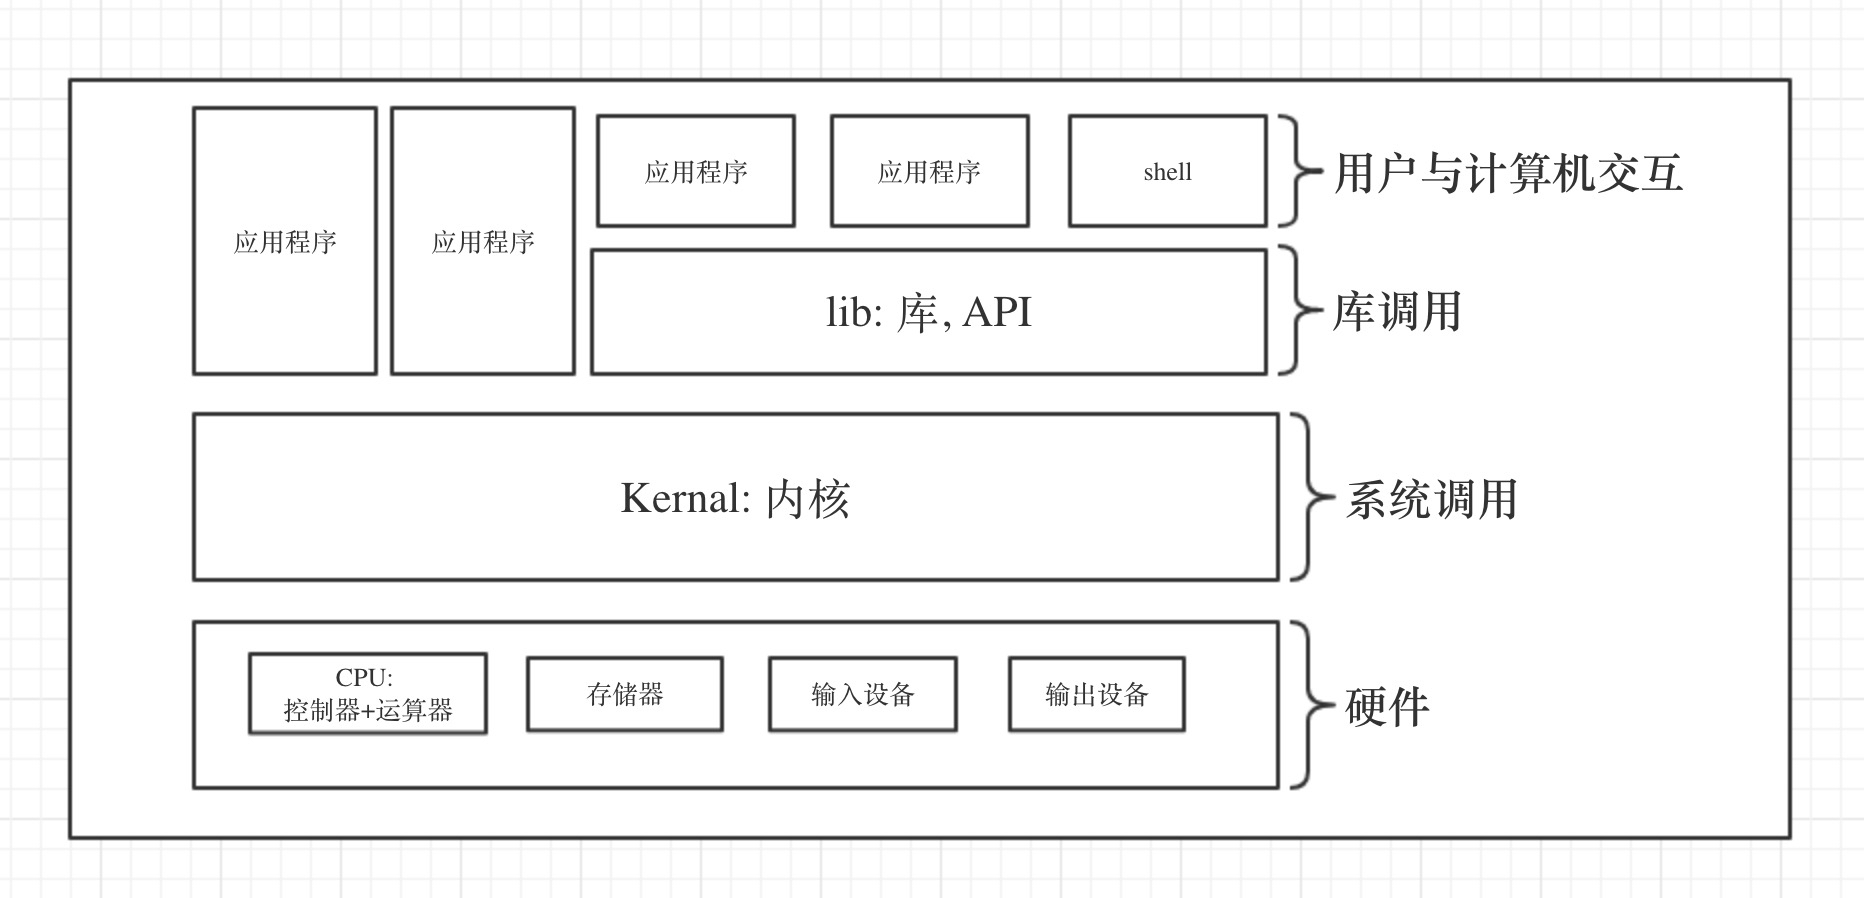 应用程序
应用程序
应用程序
应用程序
shell
用户与计算机交互
lib: 库, API
库调用
Kernal: 内核
系统调用
CPU:
控制器+运算器
存储器
输入设备
输出设备
硬件